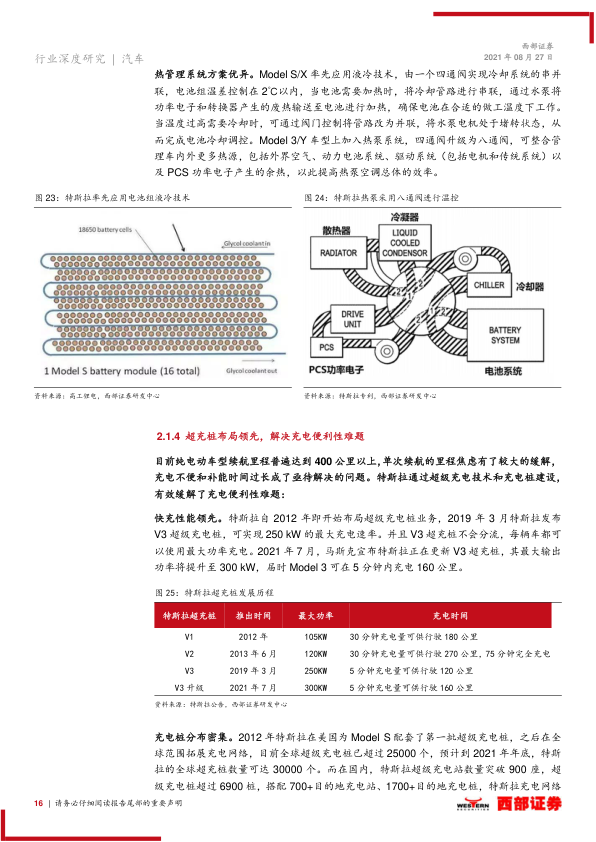 西部证券
行业深度研究 | 汽车
2021 年 08 月 27 日
热管理系统方案优异。Model S/X 率先应用液冷技术，由一个四通阀实现冷却系统的串并
联，电池组温差控制在 2℃以内，当电池需要加热时，将冷却管路进行串联，通过水泵将
功率电子和转换器产生的废热输送至电池进行加热，确保电池在合适的做工温度下工作。
当温度过高需要冷却时，可通过阀门控制将管路改为并联，将水泵电机处于堵转状态，从
而完成电池冷却调控。Model 3/Y 车型上加入热泵系统，四通阀升级为八通阀，可整合管
理车内外更多热源，包括外界空气、动力电池系统、驱动系统（包括电机和传统系统）以
及 PCS 功率电子产生的余热，以此提高热泵空调总体的效率。
图 23：特斯拉率先应用电池组液冷技术
18650 battery cells
Glycol coolant in
1 Model S battery module (16 total)
Glycol coolant out
资料来源：高工锂电，西部证券研发中心
图 24：特斯拉热泵采用八通阀进行温控
冷凝器
散热器
LIQUID
COOLED
CONDENSOR
RADIATOR
CHILLER
冷却器
DRIVE
UNIT
BATTERY
SYSTEM
PCS
PCS功率电子
电池系统
资料来源：特斯拉专利，西部证券研发中心
2.1.4 超充桩布局领先，解决充电便利性难题
目前纯电动车型续航里程普遍达到 400 公里以上，单次续航的里程焦虑有了较大的缓解，
充电不便和补能时间过长成了亟待解决的问题。特斯拉通过超级充电技术和充电桩建设，
有效缓解了充电便利性难题：
快充性能领先。特斯拉自 2012 年即开始布局超级充电桩业务，2019 年 3 月特斯拉发布
V3 超级充电桩，可实现 250 kW 的最大充电速率。并且 V3 超充桩不会分流，每辆车都可
以使用最大功率充电。2021 年 7 月，马斯克宣布特斯拉正在更新 V3 超充桩，其最大输出
功率将提升至 300 kW，届时 Model 3 可在 5 分钟内充电 160 公里。
图 25：特斯拉超充桩发展历程
特斯拉超充桩 推出时间 最大功率 充电时间
V1 2012 年 105KW 30 分钟充电量可供行驶 180 公里
V2 2013 年 6 月 120KW 30 分钟充电量可供行驶 270 公里，75 分钟完全充电
V3 2019 年 3 月 250KW 5 分钟充电量可供行驶 120 公里
V3 升级 2021 年 7 月 300KW 5 分钟充电量可供行驶 160 公里
资料来源：特斯拉公告，西部证券研发中心
充电桩分布密集。2012 年特斯拉在美国为 Model S 配套了第一批超级充电桩，之后在全
球范围拓展充电网络，目前全球超级充电桩已超过 25000 个，预计到 2021 年年底，特斯
拉的全球超充桩数量可达 30000 个。而在国内，特斯拉超级充电站数量突破 900 座，超
级充电桩超过 6900 桩，搭配 700+目的地充电站、1700+目的地充电桩，特斯拉充电网络
16 | 请务必仔细阅读报告尾部的重要声明
WESTERN
SECURITIES
西部证券